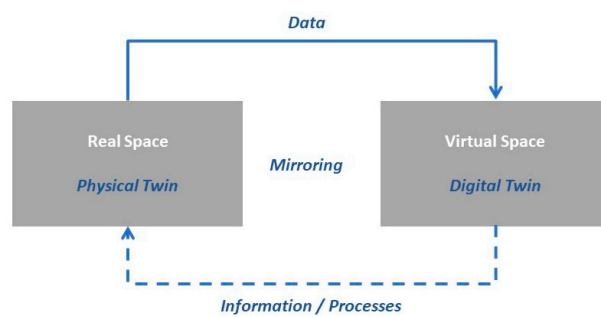 Data
Real Space
Physical Twin
Mirroring
Virtual Space
Digital Twin
Information / Processes